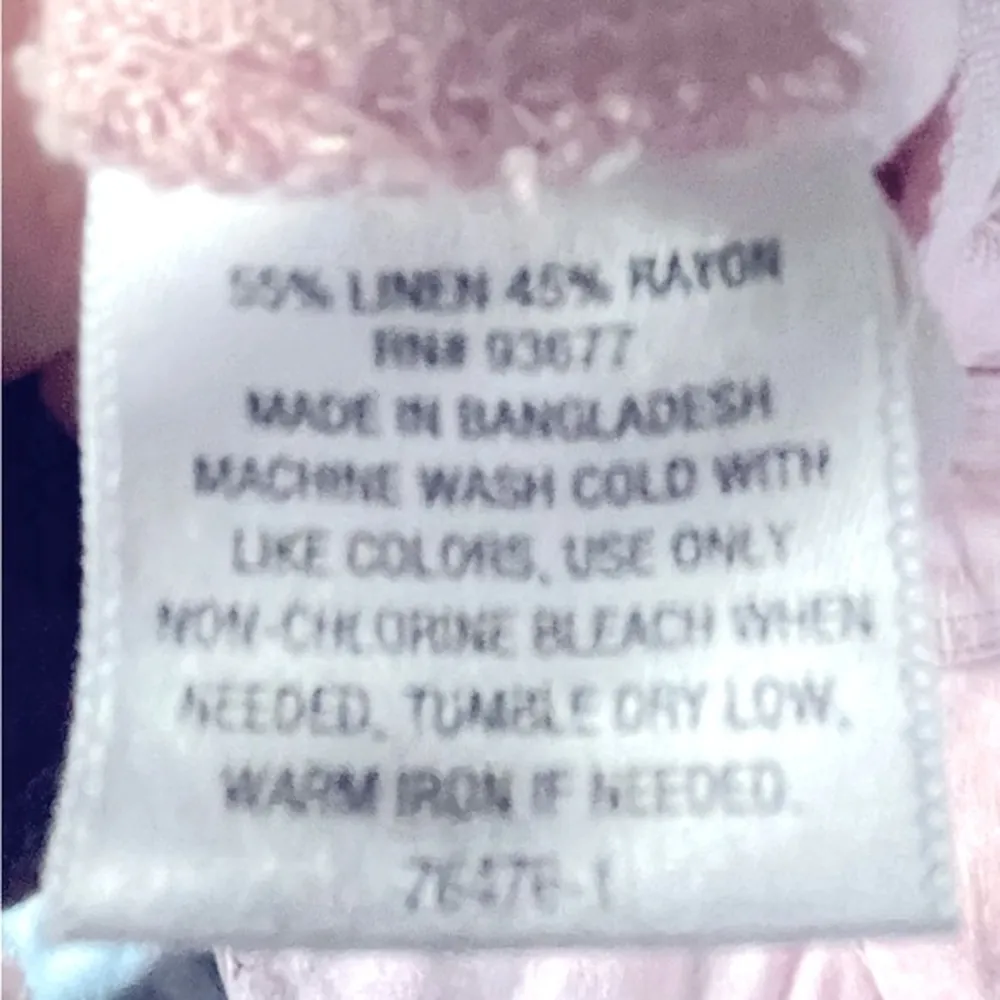 55% LINEN 45% RAYON
RN# 93677
MADE IN BANGLADESH
MACHINE WASH COLD WITH
LIKE COLORS, USE ONLY
NON-CHLORINE BLEACH WHEN
NEEDED, TUMBLE DRY LOW,
WARM IRON IF NEEDED.